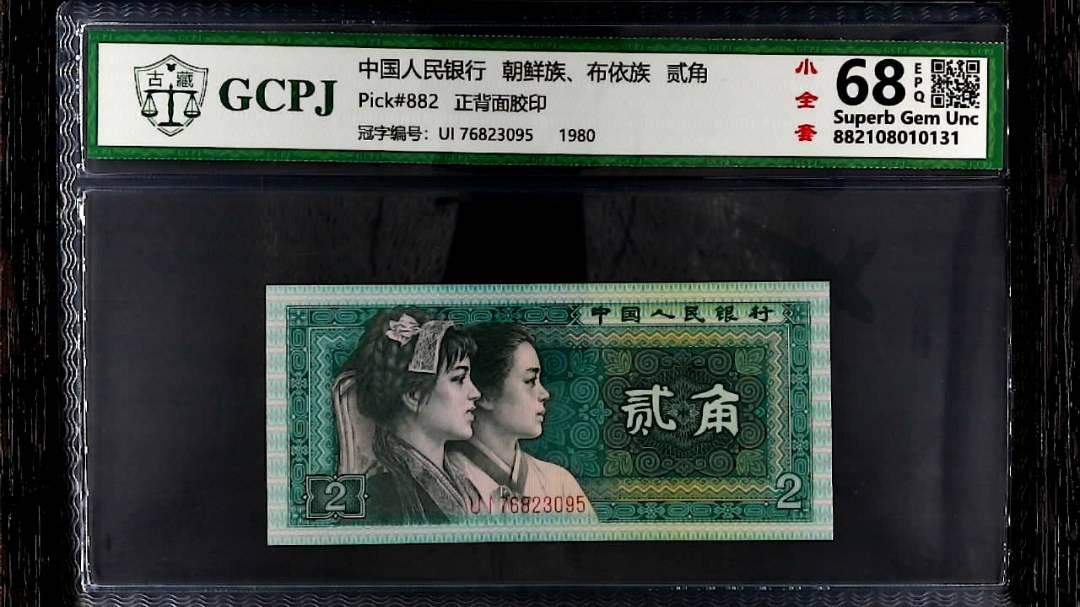 古 藏
GCPJ
中国人民银行 朝鲜族、布依族 贰角
Pick#882 正背面胶印
冠字编号: UI 76823095 1980
小全套
68 EPQ
Superb Gem Unc
882108010131
中国人民银行
贰角
2
UI76823095
2